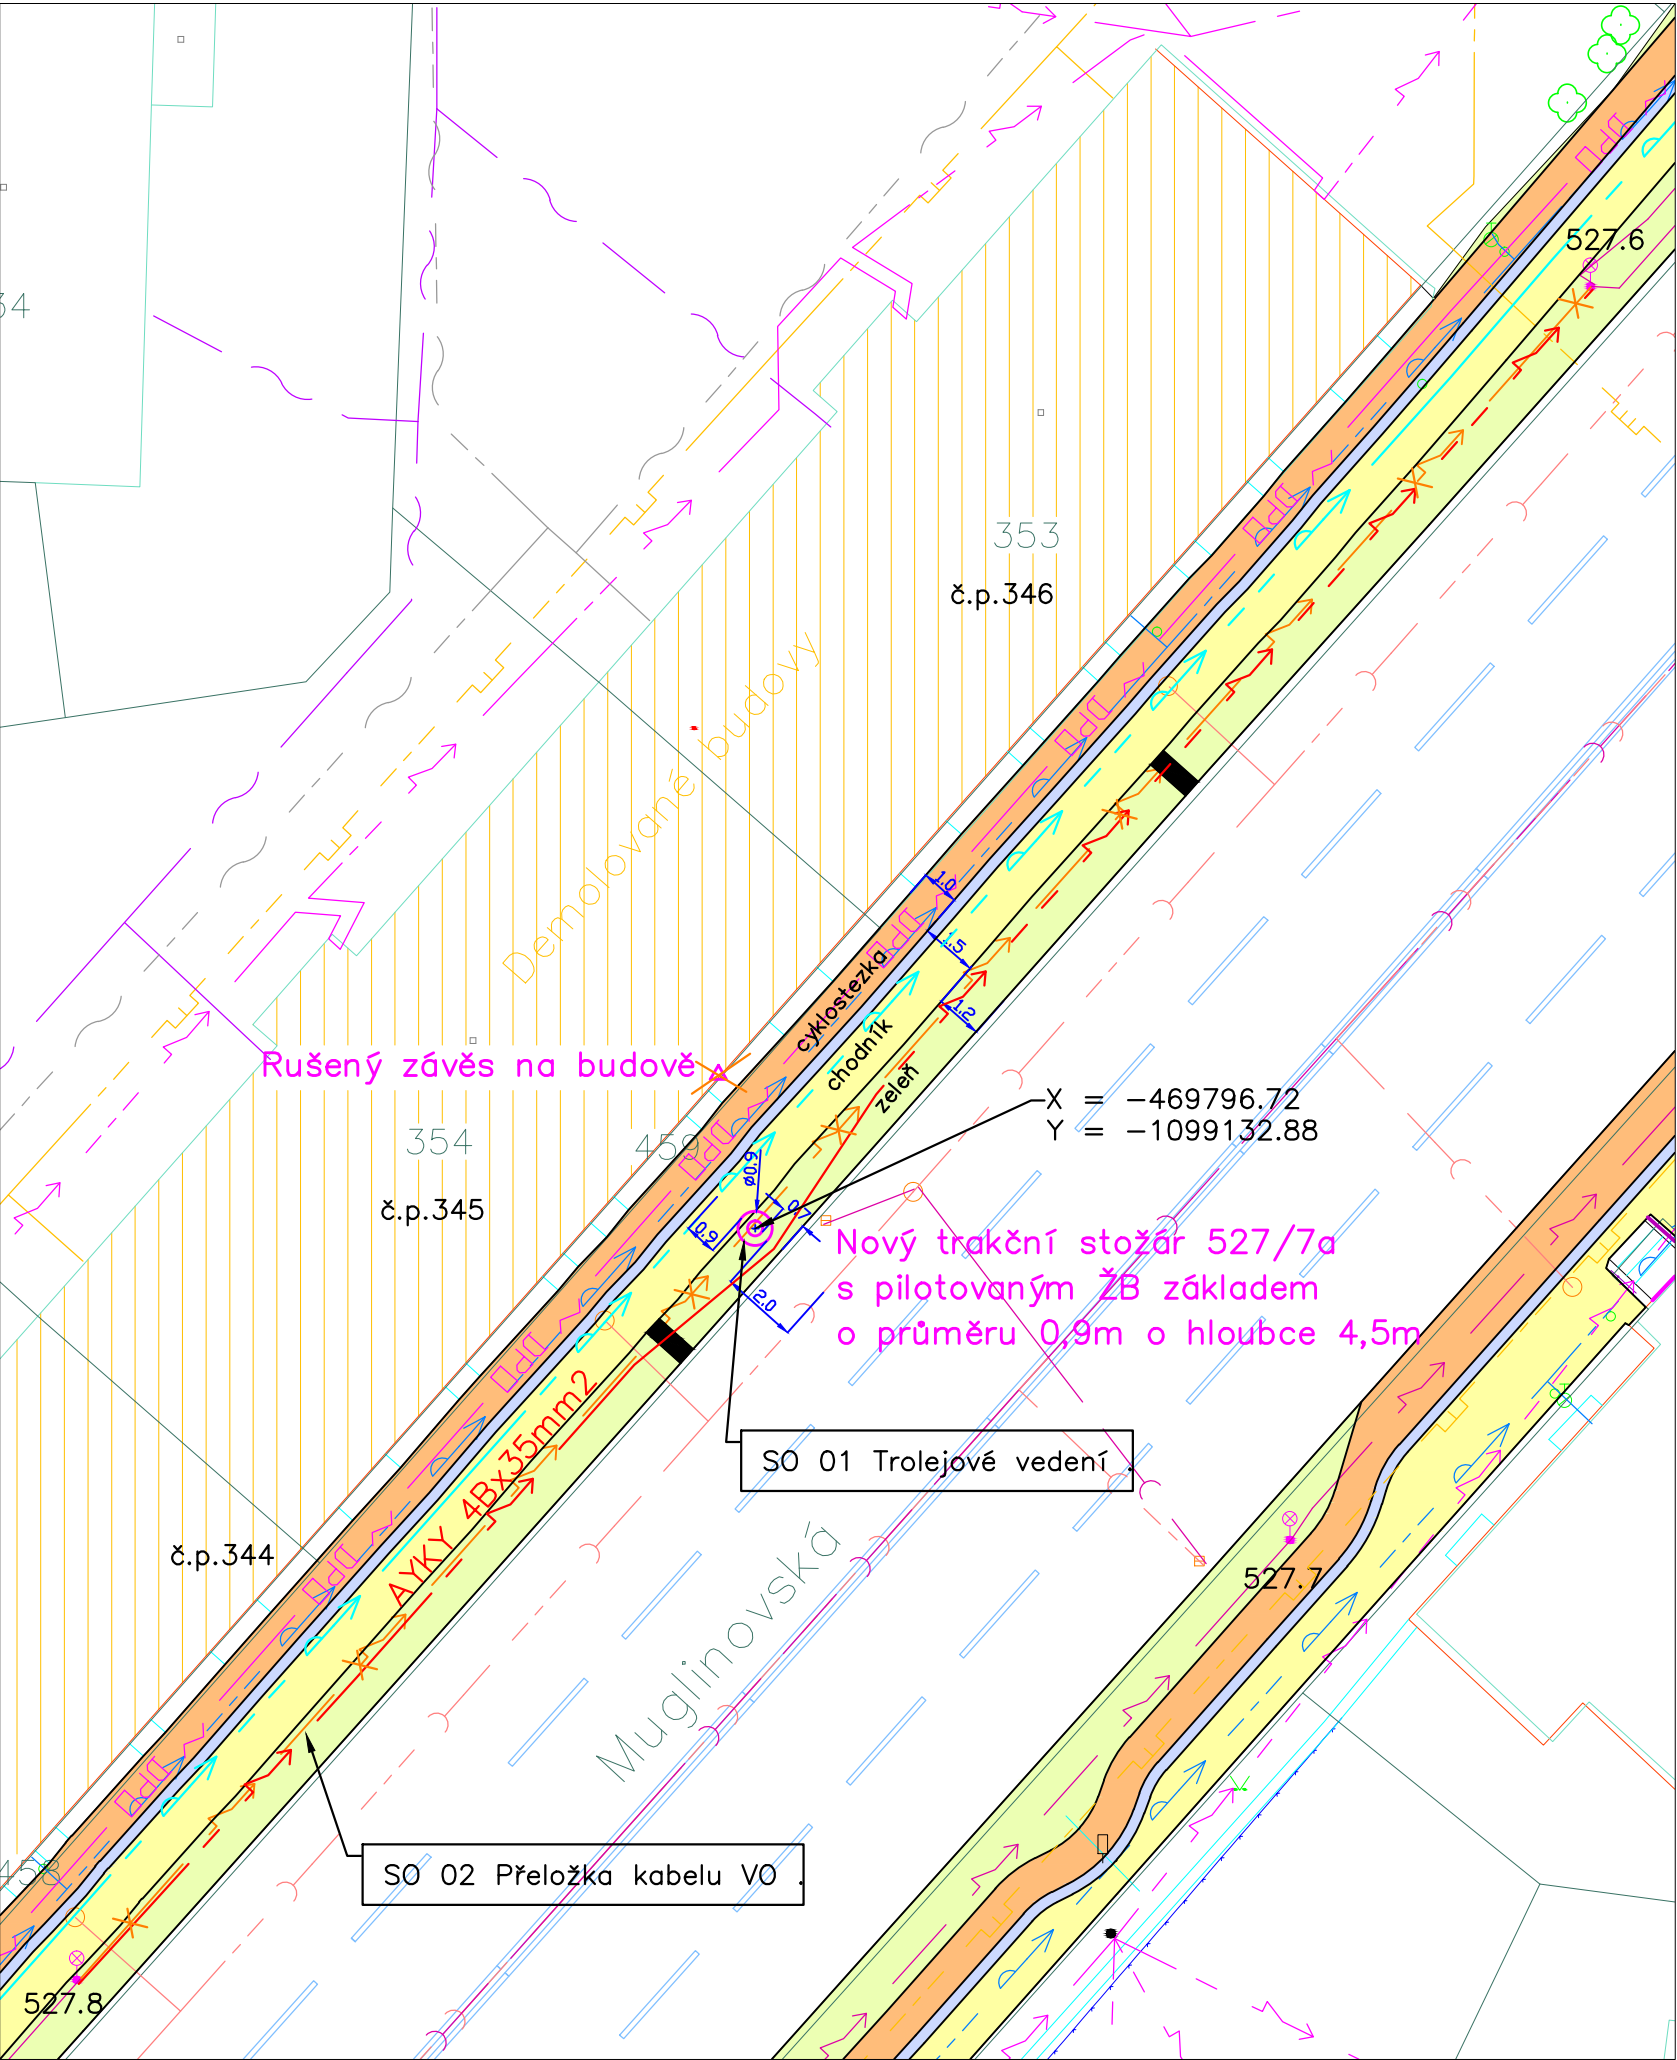 527.6
34
353
č.p.346
Demolované budovy
1.0
1.5
1.2
cyklostezka
chodník
zeleň
Rušený závěs na budově
X = -469796.72
Y = -1099132.88
354
459
č.p.345
ø0.9
0.7
0.9
2.0
Nový trakční stožár 527/7a
s pilotovaným ŽB základem
o průměru 0,9m o hloubce 4,5m
SO 01 Trolejové vedení .
AYKY 4Bx35mm2
č.p.344
527.7
Muglinovská
458
SO 02 Přeložka kabelu VO .
527.8